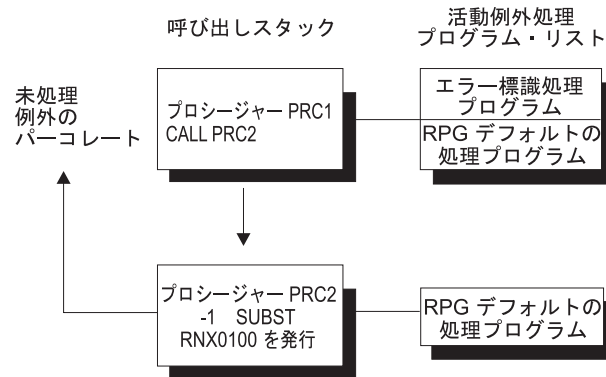 呼び出しスタック
活動例外処理
プログラム・リスト
未処理
例外の
パーコレート
プロシージャー PRC1
CALL PRC2
エラー標識処理
プログラム
RPG デフォルトの
処理プログラム
プロシージャー PRC2
-1 SUBST
RNX0100 を発行
RPG デフォルトの
処理プログラム